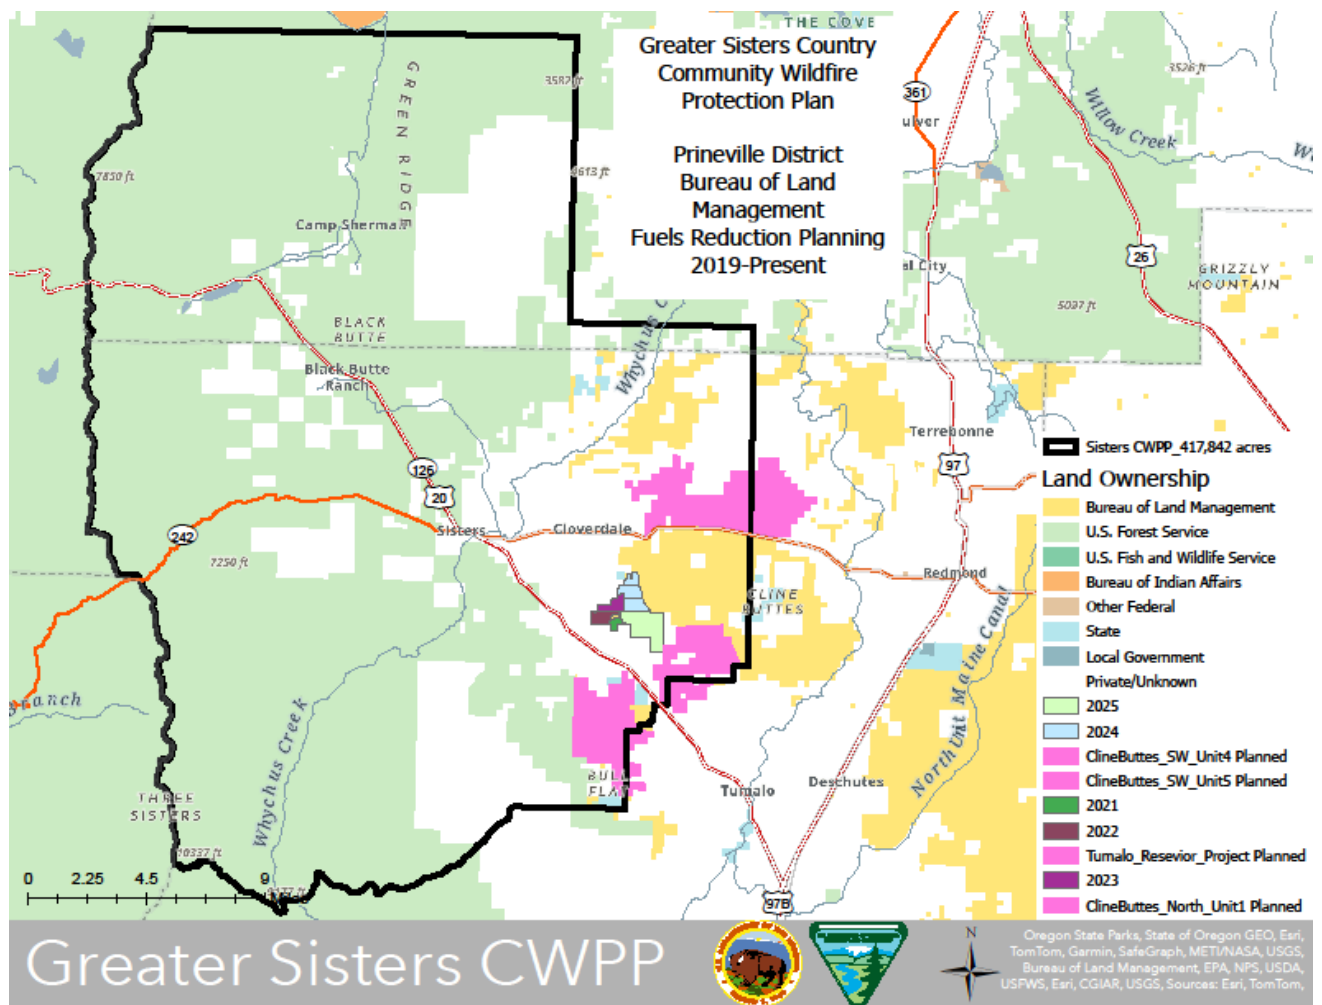 THE COVE
Greater Sisters Country
Community Wildfire
Protection Plan
Prineville District
Bureau of Land
Management
Fuels Reduction Planning
2019-Present
3582 ft
GREEN RIDGE
4613 ft
7850 ft
Camp Sherman
361
ulver
3526 ft
Willow Creek
26
GRIZZLY
MOUNTAIN
al City
5097 ft
BLACK
BUTTE
Black Butte
Ranch
Whychus C
Terrebonne
97
126
20
242
Sisters
Cloverdale
7250 ft
Redmond
CLINE
BUTTES
North Unit Maine Canal
Whychus Creek
BULL
FLAT
Tumalo
Deschutes
THREE
SISTERS
10337 ft
97B
0 2.25 4.5 9
Sisters CWPP_417,842 acres
Land Ownership
Bureau of Land Management
U.S. Forest Service
U.S. Fish and Wildlife Service
Bureau of Indian Affairs
Other Federal
State
Local Government
Private/Unknown
2025
2024
ClineButtes_SW_Unit4 Planned
ClineButtes_SW_Unit5 Planned
2021
2022
Tumalo_Resevior_Project Planned
2023
ClineButtes_North_Unit1 Planned
Greater Sisters CWPP
N
Oregon State Parks, State of Oregon GEO, Esri,
TomTom, Garmin, SafeGraph, METI/NASA, USGS,
Bureau of Land Management, EPA, NPS, USDA,
USFWS, Esri, CGIAR, USGS, Sources: Esri, TomTom,